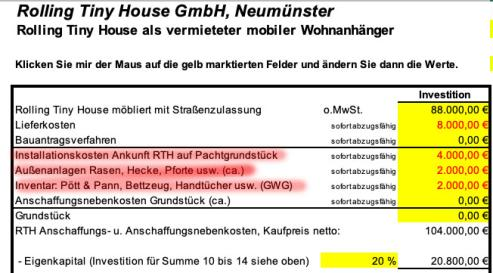 Rolling Tiny House GmbH, Neumünster
Rolling Tiny House als vermieteter mobiler Wohnanhänger
Klicken Sie mir der Maus auf die gelb marktierten Felder und ändern Sie dann die Werte.
Investition
Rolling Tiny House möbliert mit Straßenzulassung o.MwSt. 88.000,00 €
Lieferkosten sofortabzugsfähig 8.000,00 €
Bauantragsverfahren sofortabzugsfähig 0,00 €
Installationskosten Ankunft RTH auf Pachtgrundstück sofortabzugsfähig 4.000,00 €
Außenanlagen Rasen, Hecke, Pforte usw. (ca.) sofortabzugsfähig 2.000,00 €
Inventar: Pött & Pann, Bettzeug, Handtücher usw. (GWG) sofortabzugsfähig 2.000,00 €
Anschaffungsnebenkosten Grundstück (ca.) sofortabzugsfähig 0,00 €
Grundstück 0,00 €
RTH Anschaffungs- u. Anschaffungsnebenkosten, Kaufpreis netto: 104.000,00 €
- Eigenkapital (Investition für Summe 10 bis 14 siehe oben) 20 % 20.800,00 €